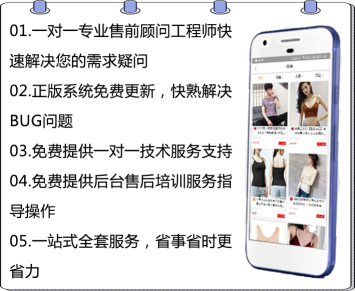 01.一对一专业售前顾问工程师快
速解决您的需求疑问
02.正版系统免费更新，快熟解决
BUG问题
03.免费提供一对一技术服务支持
04.免费提供后台售后培训服务指
导操作
05.一站式全套服务，省事省时更
省力